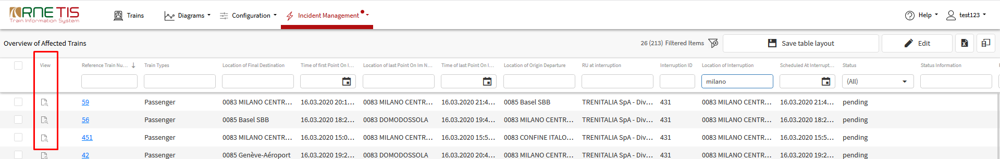 RNE TIS
Train Information System
Trains
Diagrams
Configuration
Incident Management
Help
test123
Overview of Affected Trains
26 (213) Filtered Items
Save table layout
Edit
View Reference Train Nu... Train Types Location of Final Destination Time of first Point On I... Location of last Point On Im N... Time of last Point On I... Location of Origin Departure RU at interruption Interruption ID Location of Interruption Scheduled At Interrupt... Status Status Information
milano (All)
59 Passenger 0083 MILANO CENTR... 16.03.2020 20:1... 0083 MILANO CENTR... 16.03.2020 21:4... 0085 Basel SBB TRENITALIA SpA - Div... 431 0083 MILANO CENTR... 16.03.2020 21:4... pending
56 Passenger 0085 Basel SBB 16.03.2020 18:2... 0083 DOMODOSSOLA 16.03.2020 19:4... 0083 MILANO CENTR... TRENITALIA SpA - Div... 431 0083 MILANO CENTR... 16.03.2020 18:2... pending
451 Passenger 0083 MILANO CENTR... 16.03.2020 15:0... 0083 MILANO CENTR... 16.03.2020 15:5... 0083 CONFINE ITALO... TRENITALIA SpA - Div... 431 0083 MILANO CENTR... 16.03.2020 15:5... pending
42 Passenger 0085 Genève-Aéroport 16.03.2020 19:2... 0083 DOMODOSSOLA 16.03.2020 20:4... 0083 MILANO CENTR... TRENITALIA SpA - Div... 431 0083 MILANO CENTR... 16.03.2020 19:2... pending